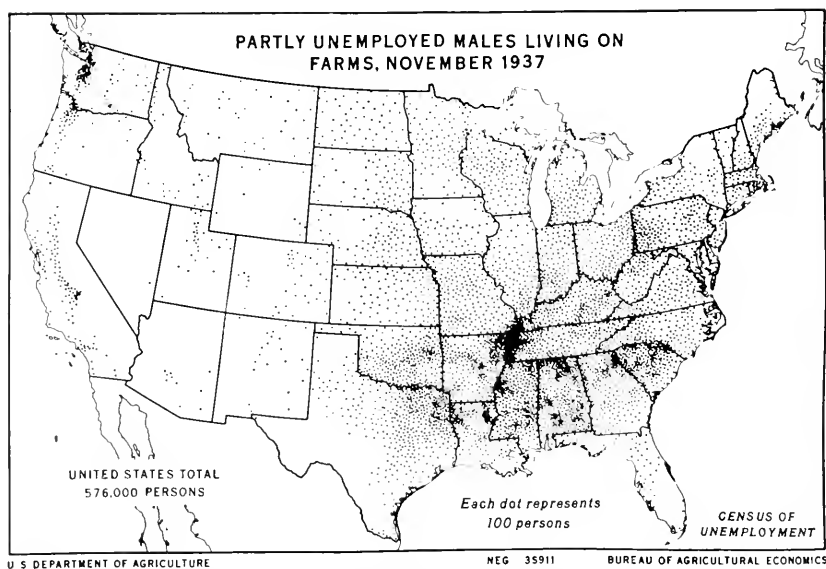 PARTLY UNEMPLOYED MALES LIVING ON
FARMS, NOVEMBER 1937
UNITED STATES TOTAL
576,000 PERSONS
Each dot represents
100 persons
CENSUS OF
UNEMPLOYMENT
U S DEPARTMENT OF AGRICULTURE
NEG 35911
BUREAU OF AGRICULTURAL ECONOMICS